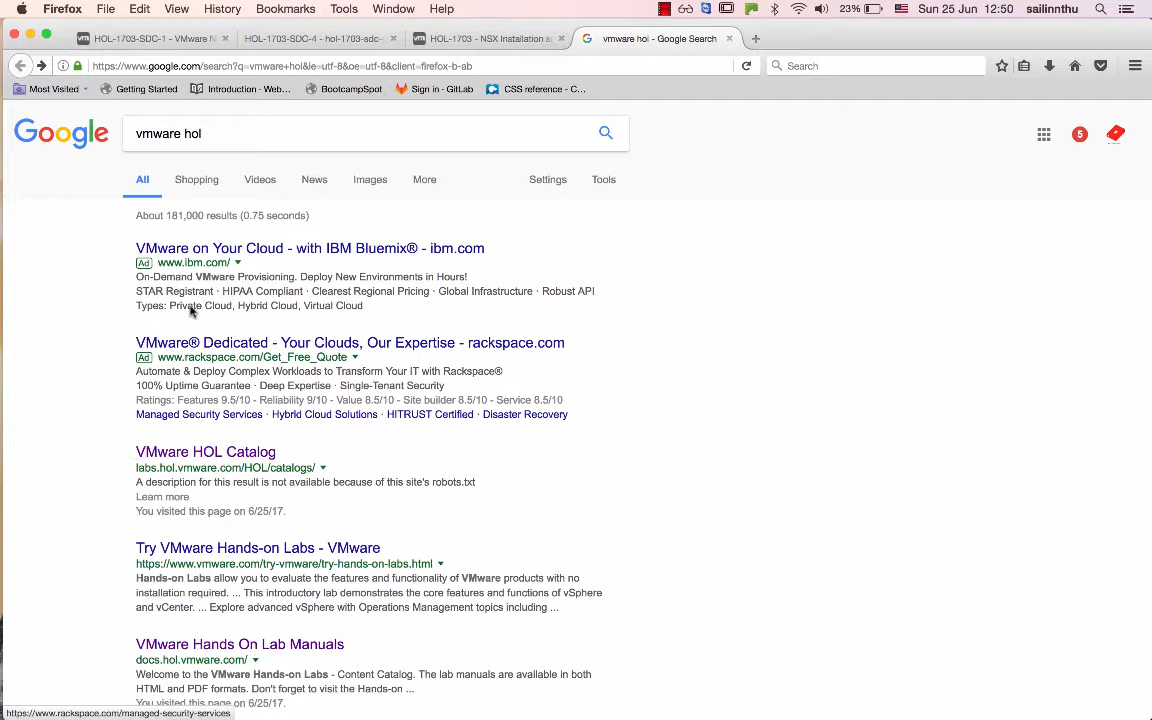 Firefox File Edit View History Bookmarks Tools Window Help 23% Sun 25 Jun 12:50 sailinnthu
HOL-1703-SDC-1 - VMware N HOL-1703-SDC-4 - hol-1703-sdc- HOL-1703 - NSX Installation a vmware hol - Google Search
https://www.google.com/search?q=vmware+hol&ie=utf-8&oe=utf-8&client=firefox-b-ab Search
Most Visited Getting Started Introduction · Web... BootcampSpot Sign in · GitLab CSS reference - C...
Google vmware hol 5
All Shopping Videos News Images More Settings Tools
About 181,000 results (0.75 seconds)
VMware on Your Cloud - with IBM Bluemix® - ibm.com
Ad www.ibm.com/
On-Demand VMware Provisioning. Deploy New Environments in Hours!
STAR Registrant · HIPAA Compliant · Clearest Regional Pricing · Global Infrastructure · Robust API
Types: Private Cloud, Hybrid Cloud, Virtual Cloud
VMware® Dedicated - Your Clouds, Our Expertise - rackspace.com
Ad www.rackspace.com/Get_Free_Quote
Automate & Deploy Complex Workloads to Transform Your IT with Rackspace®
100% Uptime Guarantee · Deep Expertise · Single-Tenant Security
Ratings: Features 9.5/10 - Reliability 9/10 - Value 8.5/10 - Site builder 8.5/10 - Service 8.5/10
Managed Security Services · Hybrid Cloud Solutions · HITRUST Certified · Disaster Recovery
VMware HOL Catalog
labs.hol.vmware.com/HOL/catalogs/
A description for this result is not available because of this site's robots.txt
Learn more
You visited this page on 6/25/17.
Try VMware Hands-on Labs - VMware
https://www.vmware.com/try-vmware/try-hands-on-labs.html
Hands-on Labs allow you to evaluate the features and functionality of VMware products with no
installation required. ... This introductory lab demonstrates the core features and functions of vSphere
and vCenter. ... Explore advanced vSphere with Operations Management topics including ...
VMware Hands On Lab Manuals
docs.hol.vmware.com/
Welcome to the VMware Hands-on Labs - Content Catalog. The lab manuals are available in both
HTML and PDF formats. Don't forget to visit the Hands-on ...
You visited this page on 6/25/17.
https://www.rackspace.com/managed-security-services